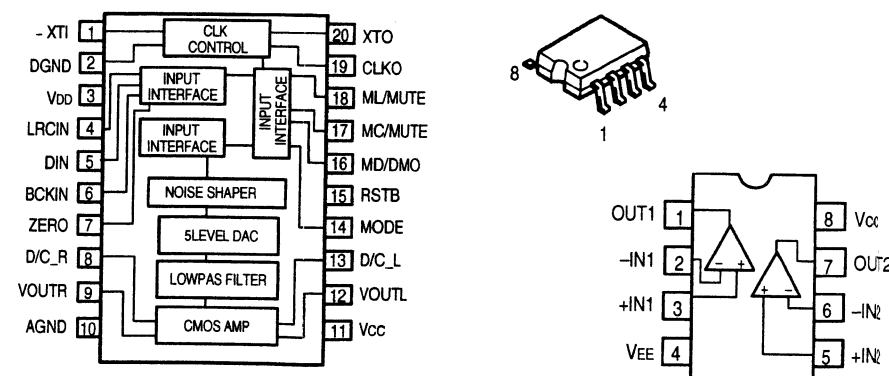 - XTI 1
DGND 2
VDD 3
LRCIN 4
DIN 5
BCKIN 6
ZERO 7
D/C_R 8
VOUTR 9
AGND 10
CLK
CONTROL
INPUT
INTERFACE
INPUT
INTERFACE
INPUT
INTERFACE
NOISE SHAPER
5LEVEL DAC
LOWPAS FILTER
CMOS AMP
20 XTO
19 CLKO
18 ML/MUTE
17 MC/MUTE
16 MD/DMO
15 RSTB
14 MODE
13 D/C_L
12 VOUTL
11 VCC
8
4
1
OUT1 1
–IN1 2
+IN1 3
VEE 4
– +
+ –
8 VCC
7 OUT2
6 –IN2
5 +IN2